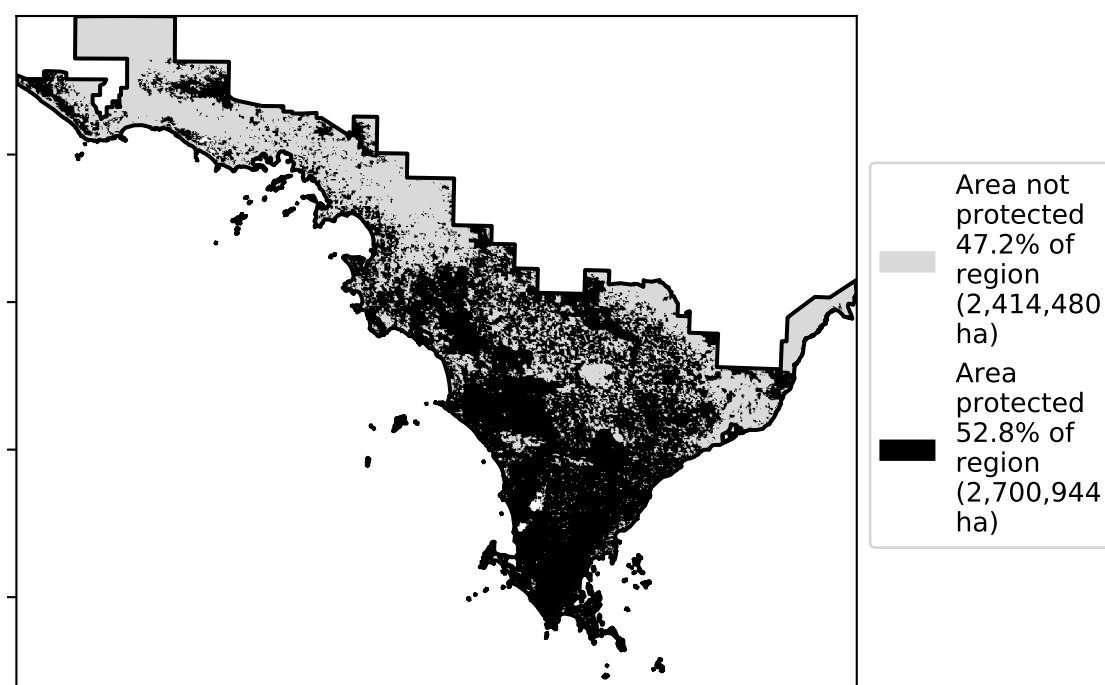 Area not
protected
47.2% of
region
(2,414,480
ha)
Area
protected
52.8% of
region
(2,700,944
ha)